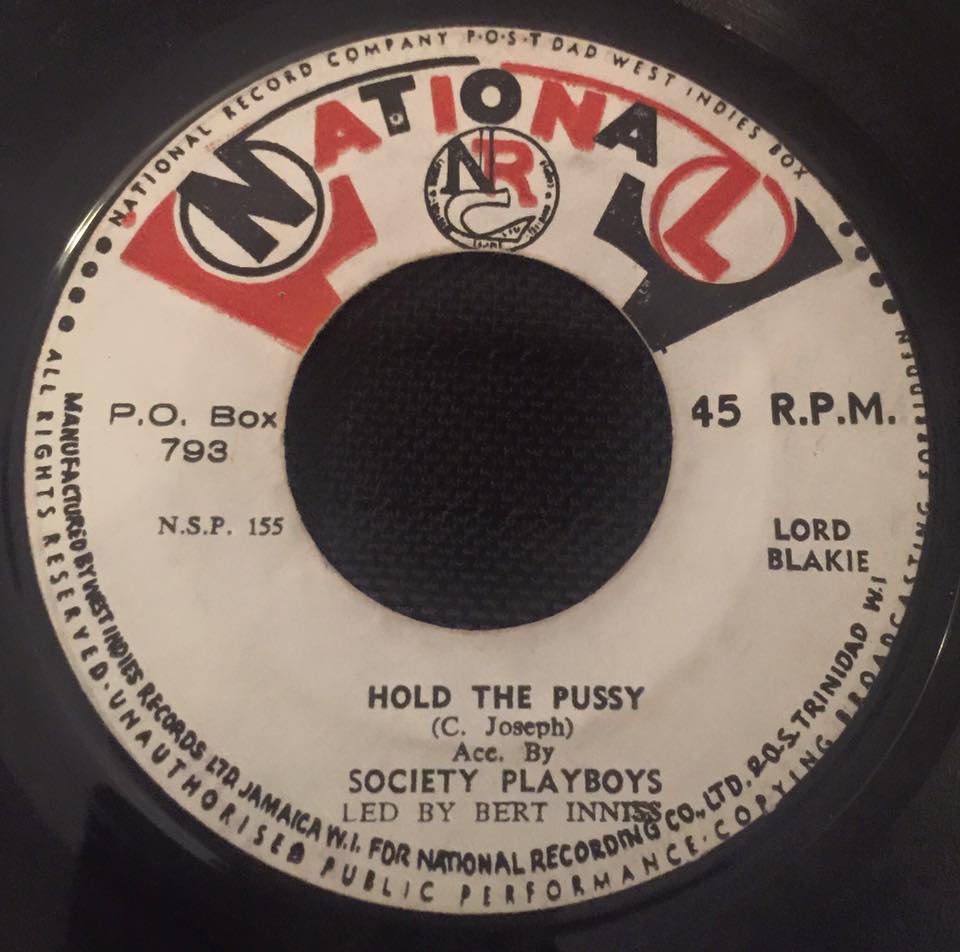 NATIONAL RECORD COMPANY P·O·S·T DAD WEST INDIES BOX
NATIONAL
NR
P.O. Box
793
45 R.P.M.
N.S.P. 155
LORD
BLAKIE
HOLD THE PUSSY
(C. Joseph)
Acc. By
SOCIETY PLAYBOYS
LED BY BERT INNISS
MANUFACTURED BY WEST INDIES RECORDS LTD. JAMAICA W.I. FOR NATIONAL RECORDING CO., LTD. P.O.S. TRINIDAD W.I
ALL RIGHTS RESERVED. UNAUTHORISED PUBLIC PERFORMANCE. COPYING BROADCASTING FORBIDDEN